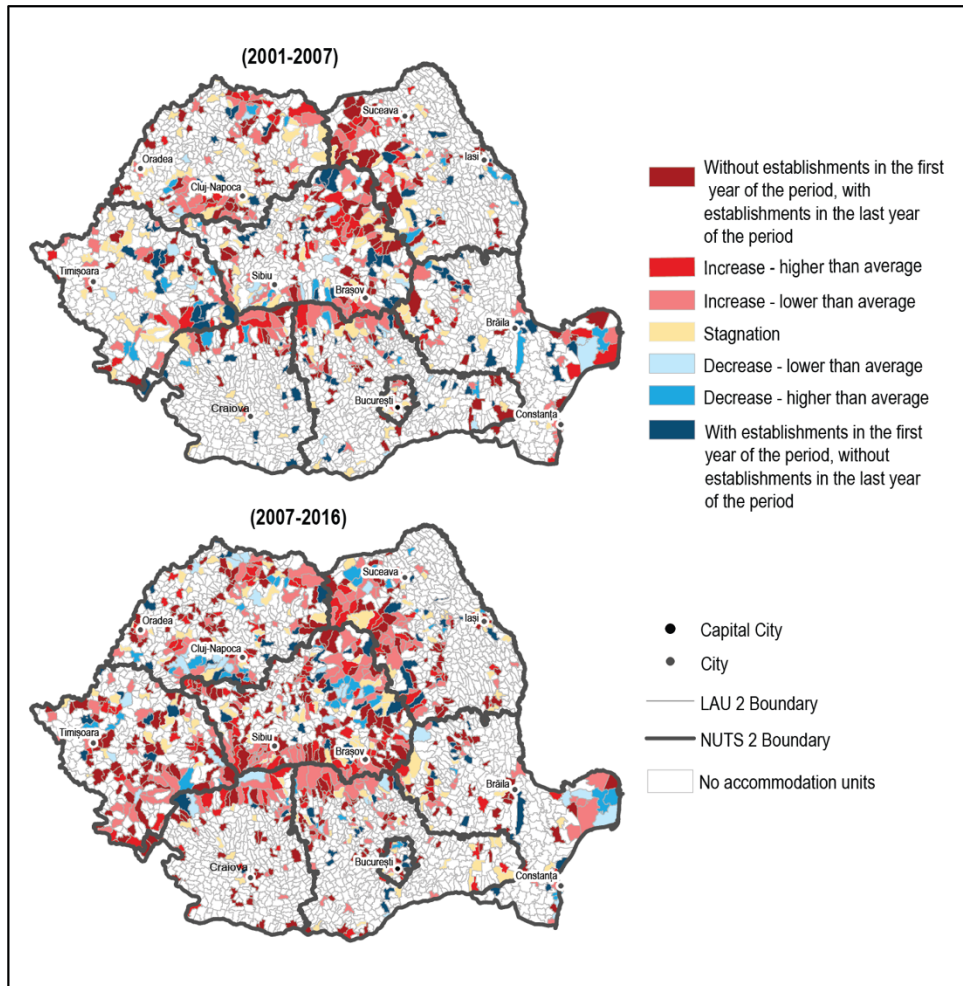 (2001-2007)
Suceava
Iași
Oradea
Cluj-Napoca
Timișoara
Sibiu
Brașov
Brăila
București
Craiova
Constanța
Without establishments in the first
year of the period, with
establishments in the last year
of the period
Increase - higher than average
Increase - lower than average
Stagnation
Decrease - lower than average
Decrease - higher than average
With establishments in the first
year of the period, without
establishments in the last year
of the period
(2007-2016)
Suceava
Iași
Oradea
Cluj-Napoca
Timișoara
Sibiu
Brașov
Brăila
București
Craiova
Constanța
Capital City
City
LAU 2 Boundary
NUTS 2 Boundary
No accommodation units